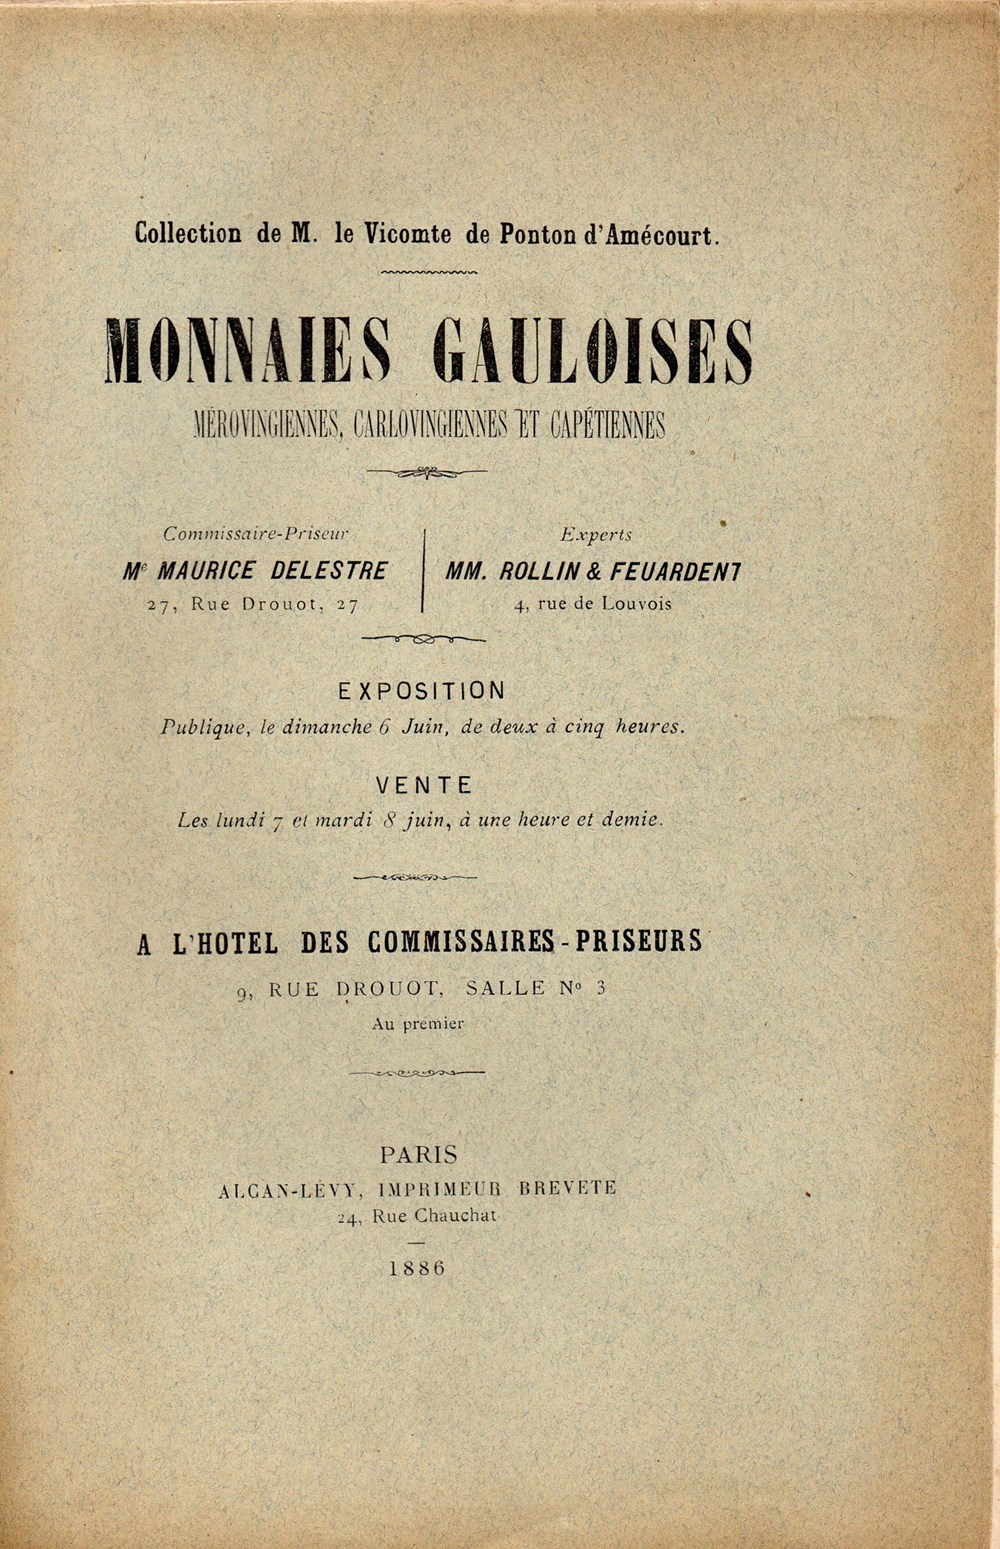 Collection de M. le Vicomte de Ponton d'Amécourt.
MONNAIES GAULOISES
MÉROVINGIENNES, CARLOVINGIENNES ET CAPÉTIENNES
Commissaire-Priseur
Me MAURICE DELESTRE
27, Rue Drouot, 27
Experts
MM. ROLLIN & FEUARDENT
4, rue de Louvois
EXPOSITION
Publique, le dimanche 6 Juin, de deux à cinq heures.
VENTE
Les lundi 7 et mardi 8 juin, à une heure et demie.
A L'HOTEL DES COMMISSAIRES-PRISEURS
9, RUE DROUOT, SALLE No 3
Au premier
PARIS
ALCAN-LÉVY, IMPRIMEUR BREVETÉ
24, Rue Chauchat
1886